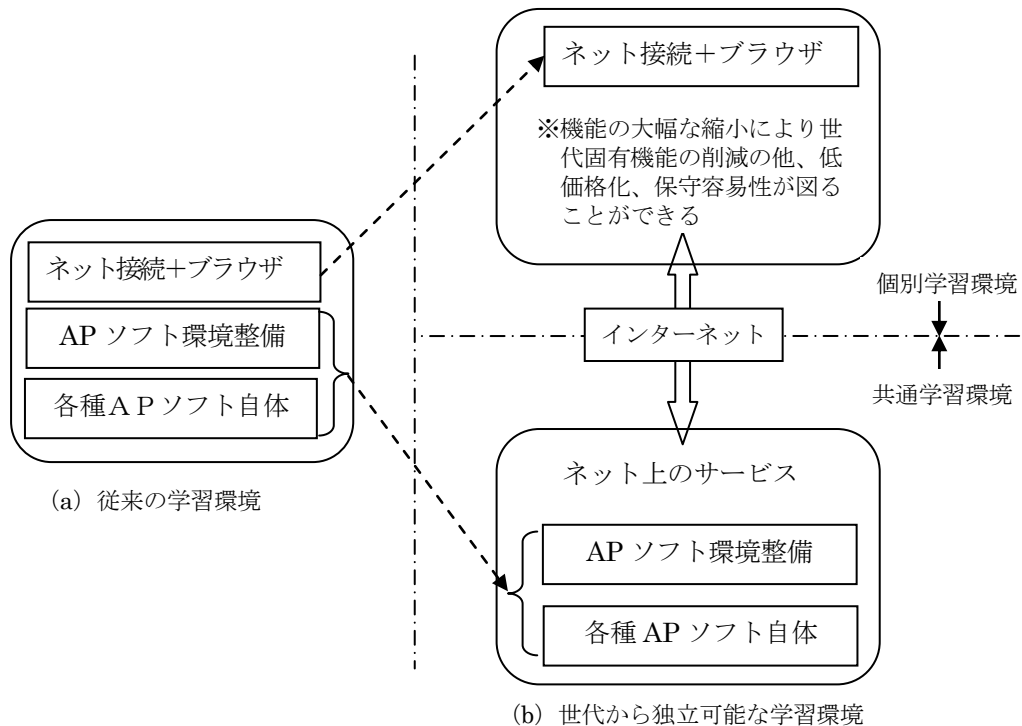 ネット接続+ブラウザ
AP ソフト環境整備
各種AP ソフト自体
(a) 従来の学習環境
ネット接続+ブラウザ
※機能の大幅な縮小により世
代固有機能の削減の他、低
価格化、保守容易性が図る
ことができる
個別学習環境
インターネット
共通学習環境
ネット上のサービス
AP ソフト環境整備
各種 AP ソフト自体
(b) 世代から独立可能な学習環境